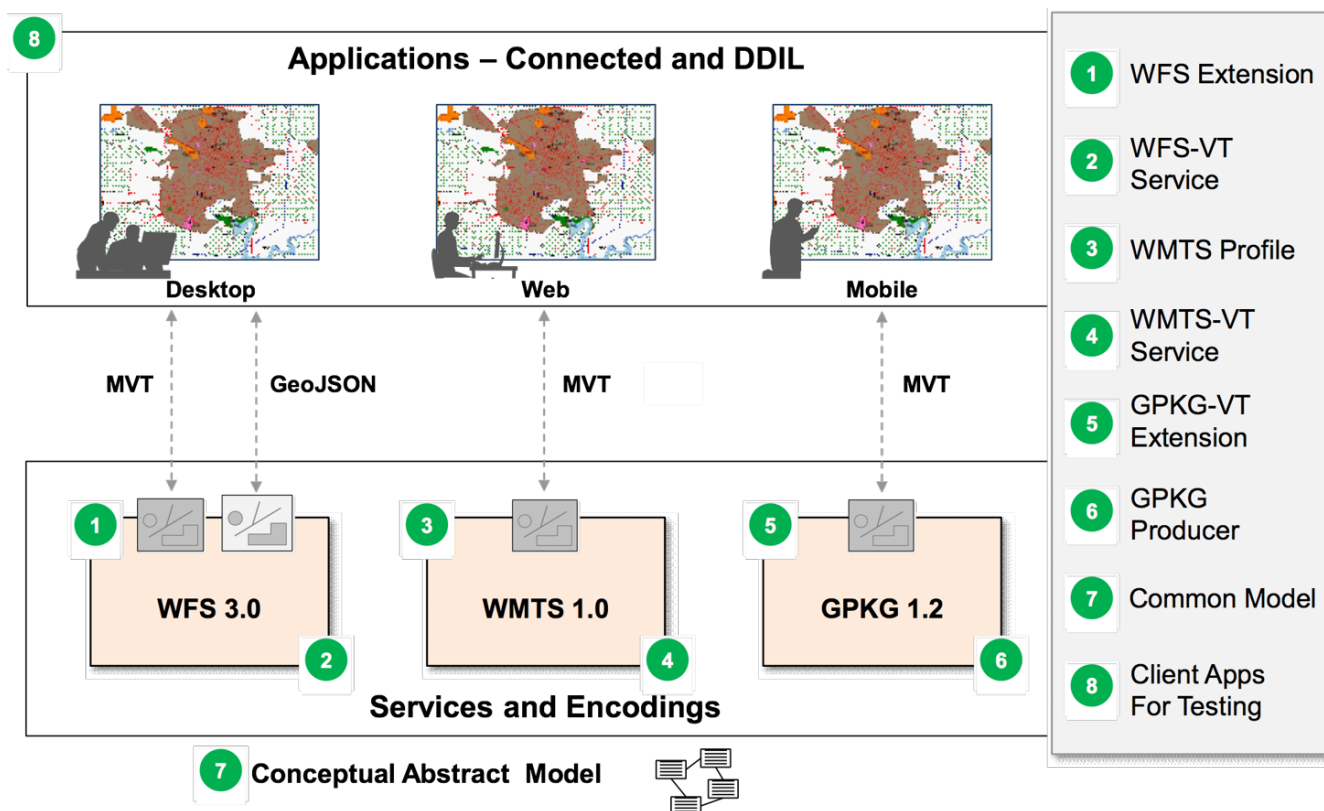 8
Applications – Connected and DDIL
Desktop
Web
Mobile
MVT
GeoJSON
MVT
MVT
1
3
5
WFS 3.0
WMTS 1.0
GPKG 1.2
2
4
6
Services and Encodings
7
Conceptual Abstract Model
1
WFS Extension
2
WFS-VT
Service
3
WMTS Profile
4
WMTS-VT
Service
5
GPKG-VT
Extension
6
GPKG
Producer
7
Common Model
8
Client Apps
For Testing